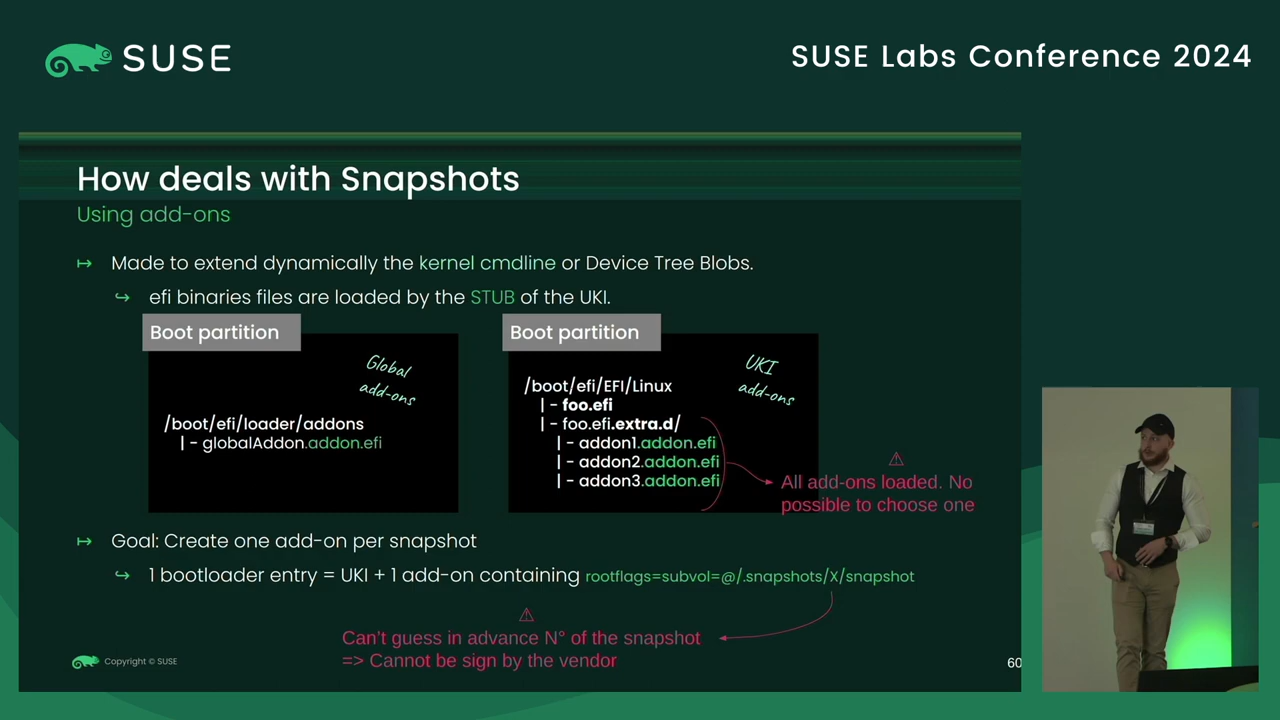 SUSE
SUSE Labs Conference 2024
How deals with Snapshots
Using add-ons
↦ Made to extend dynamically the kernel cmdline or Device Tree Blobs.
↪ efi binaries files are loaded by the STUB of the UKI.
Boot partition
Global
add-ons
/boot/efi/loader/addons
|- globalAddon.addon.efi
Boot partition
UKI
add-ons
/boot/efi/EFI/Linux
|- foo.efi
|- foo.efi.extra.d/
|- addon1.addon.efi
|- addon2.addon.efi
|- addon3.addon.efi
⚠
All add-ons loaded. No
possible to choose one
↦ Goal: Create one add-on per snapshot
↪ 1 bootloader entry = UKI + 1 add-on containing rootflags=subvol=@/.snapshots/X/snapshot
⚠
Can't guess in advance N° of the snapshot
=> Cannot be sign by the vendor
Copyright © SUSE
60